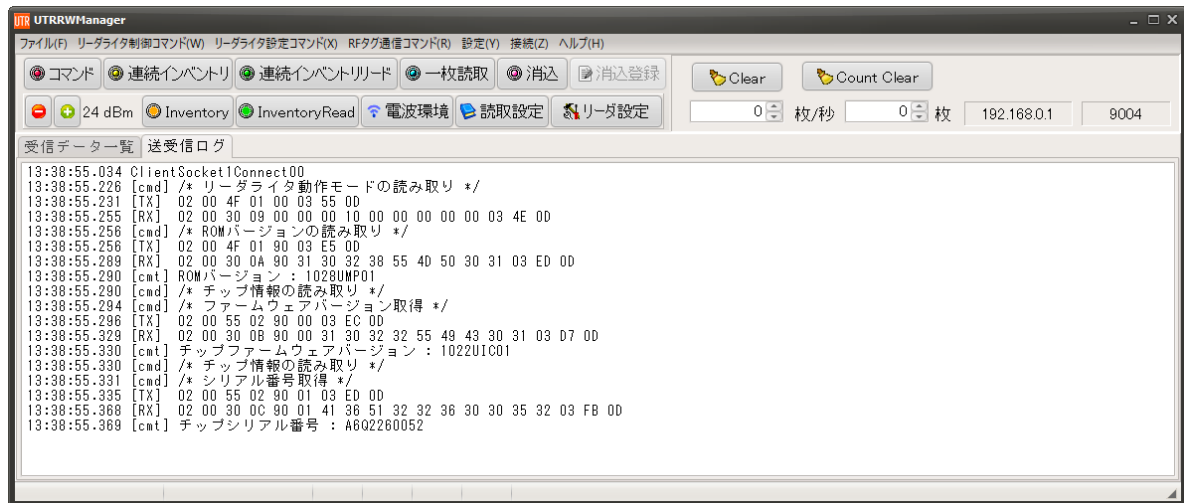 UTR UTRRWManager
ファイル(F) リーダライタ制御コマンド(W) リーダライタ設定コマンド(X) RFタグ通信コマンド(R) 設定(Y) 接続(Z) ヘルプ(H)
コマンド 連続インベントリ 連続インベントリリード 一枚読取 消込 消込登録 Clear Count Clear
24 dBm Inventory InventoryRead 電波環境 読取設定 リーダ設定 0 枚/秒 0 枚 192.168.0.1 9004
受信データ一覧 送受信ログ
13:38:55.034 ClientSocket1Connect00
13:38:55.226 [cmd] /* リーダライタ動作モードの読み取り */
13:38:55.231 [TX] 02 00 4F 01 00 03 55 0D
13:38:55.255 [RX] 02 00 30 09 00 00 00 10 00 00 00 00 00 03 4E 0D
13:38:55.256 [cmd] /* ROMバージョンの読み取り */
13:38:55.256 [TX] 02 00 4F 01 90 03 E5 0D
13:38:55.289 [RX] 02 00 30 0A 90 31 30 32 38 55 4D 50 30 31 03 ED 0D
13:38:55.290 [cmt] ROMバージョン : 1028UMP01
13:38:55.290 [cmd] /* チップ情報の読み取り */
13:38:55.294 [cmd] /* ファームウェアバージョン取得 */
13:38:55.296 [TX] 02 00 55 02 90 00 03 EC 0D
13:38:55.329 [RX] 02 00 30 0B 90 00 31 30 32 32 55 49 43 30 31 03 D7 0D
13:38:55.330 [cmt] チップファームウェアバージョン : 1022UIC01
13:38:55.330 [cmd] /* チップ情報の読み取り */
13:38:55.331 [cmd] /* シリアル番号取得 */
13:38:55.335 [TX] 02 00 55 02 90 01 03 ED 0D
13:38:55.368 [RX] 02 00 30 0C 90 01 41 36 51 32 32 36 30 30 35 32 03 FB 0D
13:38:55.369 [cmt] チップシリアル番号 : A6Q2260052